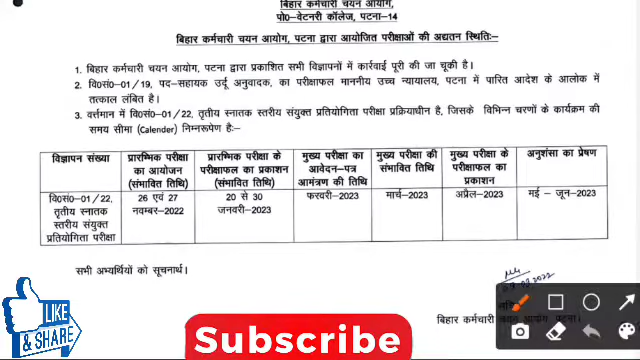 बिहार कर्मचारी चयन आयोग,
पो०–वेटनरी कॉलेज, पटना–14
बिहार कर्मचारी चयन आयोग, पटना द्वारा आयोजित परीक्षाओं की अद्यतन स्थितिः–
1. बिहार कर्मचारी चयन आयोग, पटना द्वारा प्रकाशित सभी विज्ञापनों में कार्रवाई पूरी की जा चूकी है।
2. वि0सं0–01/19, पद–सहायक उर्दू अनुवादक, का परीक्षाफल माननीय उच्च न्यायालय, पटना में पारित आदेश के आलोक में
तत्काल लंबित है।
3. वर्त्तमान में वि0सं0–01/22, तृतीय स्नातक स्तरीय संयुक्त प्रतियोगिता परीक्षा प्रक्रियाधीन है, जिसके विभिन्न चरणों के कार्यक्रम की
समय सीमा (Calender) निम्नरूपेण हैः–
विज्ञापन संख्या
प्रारम्भिक परीक्षा का आयोजन (संभावित तिथि)
प्रारम्भिक परीक्षा के परीक्षाफल का प्रकाशन (संभावित तिथि)
मुख्य परीक्षा का आवेदन–पत्र आमंत्रण की तिथि
मुख्य परीक्षा की संभावित तिथि
मुख्य परीक्षा के परीक्षाफल का प्रकाशन
अनुशंसा का प्रेषण
वि0सं0–01/22, तृतीय स्नातक स्तरीय संयुक्त प्रतियोगिता परीक्षा
26 एवं 27 नवम्बर–2022
20 से 30 जनवरी–2023
फरवरी–2023
मार्च–2023
अप्रैल–2023
मई – जून–2023
सभी अभ्यर्थियों को सूचनार्थ।
बिहार कर्मचारी चयन आयोग, पटना।
LIKE
& SHARE
Subscribe